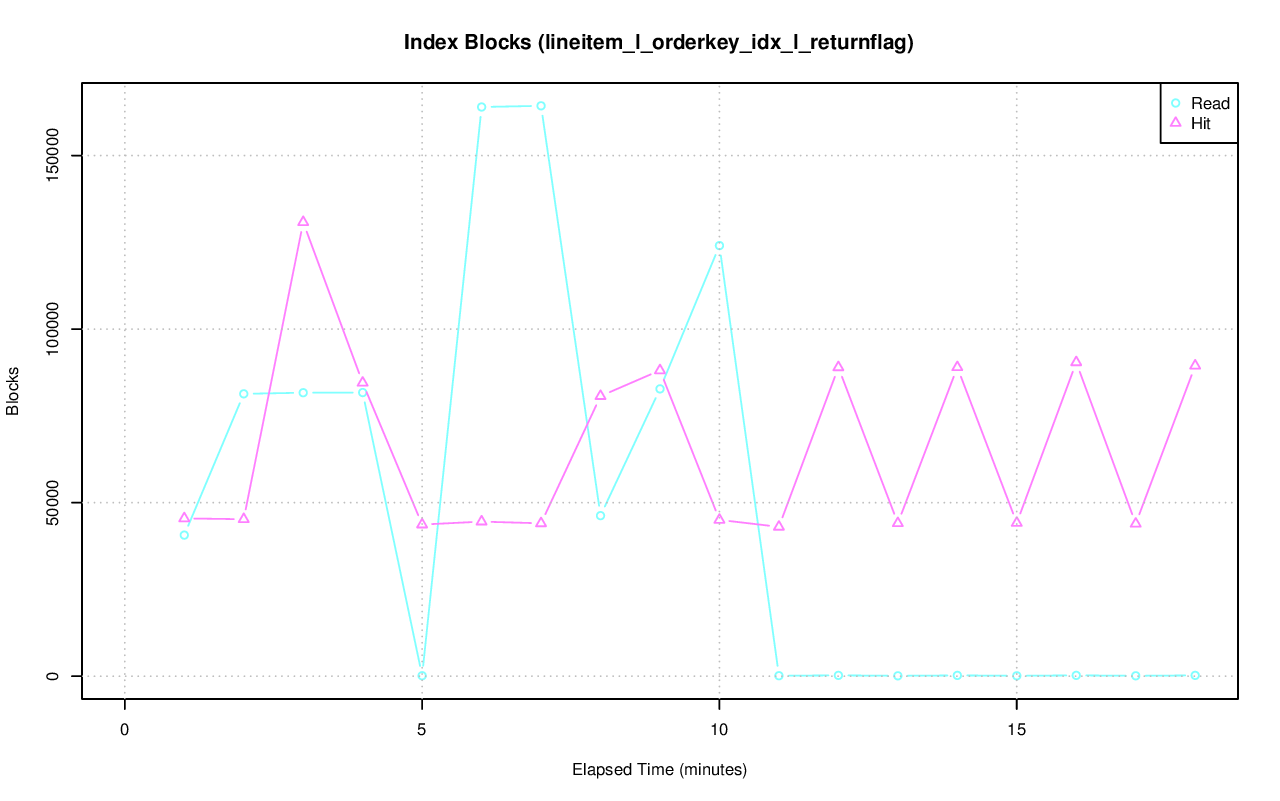 Index Blocks (lineitem_l_orderkey_idx_l_returnflag)
Read
Hit
Blocks
150000
100000
50000
0
0 5 10 15
Elapsed Time (minutes)